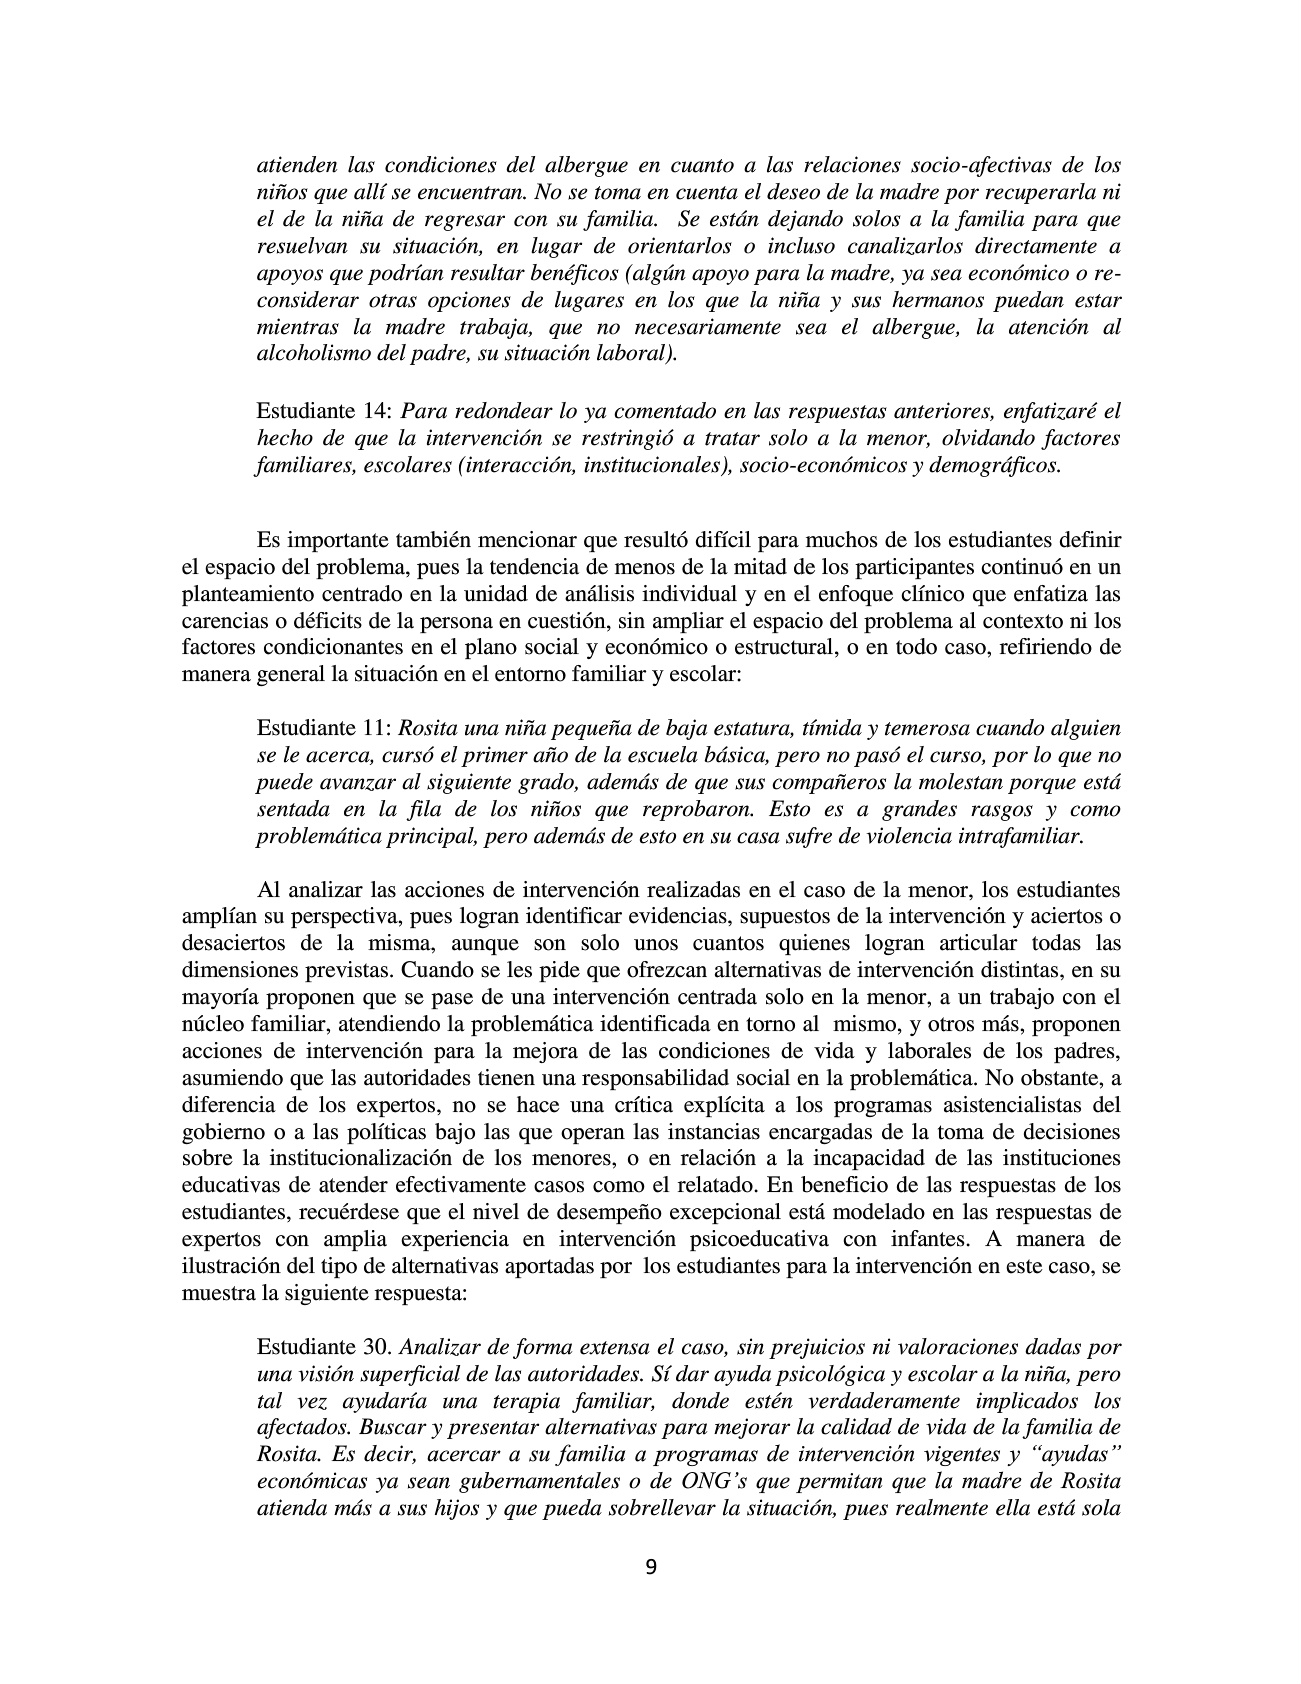 atienden las condiciones del albergue en cuanto a las relaciones socio-afectivas de los
niños que allí se encuentran. No se toma en cuenta el deseo de la madre por recuperarla ni
el de la niña de regresar con su familia.  Se están dejando solos a la familia para que
resuelvan su situación, en lugar de orientarlos o incluso canalizarlos directamente a
apoyos que podrían resultar benéficos (algún apoyo para la madre, ya sea económico o re-
considerar otras opciones de lugares en los que la niña y sus hermanos puedan estar
mientras la madre trabaja, que no necesariamente sea el albergue, la atención al
alcoholismo del padre, su situación laboral).
Estudiante 14: Para redondear lo ya comentado en las respuestas anteriores, enfatizaré el
hecho de que la intervención se restringió a tratar solo a la menor, olvidando factores
familiares, escolares (interacción, institucionales), socio-económicos y demográficos.
Es importante también mencionar que resultó difícil para muchos de los estudiantes definir
el espacio del problema, pues la tendencia de menos de la mitad de los participantes continuó en un
planteamiento centrado en la unidad de análisis individual y en el enfoque clínico que enfatiza las
carencias o déficits de la persona en cuestión, sin ampliar el espacio del problema al contexto ni los
factores condicionantes en el plano social y económico o estructural, o en todo caso, refiriendo de
manera general la situación en el entorno familiar y escolar:
Estudiante 11: Rosita una niña pequeña de baja estatura, tímida y temerosa cuando alguien
se le acerca, cursó el primer año de la escuela básica, pero no pasó el curso, por lo que no
puede avanzar al siguiente grado, además de que sus compañeros la molestan porque está
sentada en la fila de los niños que reprobaron. Esto es a grandes rasgos y como
problemática principal, pero además de esto en su casa sufre de violencia intrafamiliar.
Al analizar las acciones de intervención realizadas en el caso de la menor, los estudiantes
amplían su perspectiva, pues logran identificar evidencias, supuestos de la intervención y aciertos o
desaciertos de la misma, aunque son solo unos cuantos quienes logran articular todas las
dimensiones previstas. Cuando se les pide que ofrezcan alternativas de intervención distintas, en su
mayoría proponen que se pase de una intervención centrada solo en la menor, a un trabajo con el
núcleo familiar, atendiendo la problemática identificada en torno al  mismo, y otros más, proponen
acciones de intervención para la mejora de las condiciones de vida y laborales de los padres,
asumiendo que las autoridades tienen una responsabilidad social en la problemática. No obstante, a
diferencia de los expertos, no se hace una crítica explícita a los programas asistencialistas del
gobierno o a las políticas bajo las que operan las instancias encargadas de la toma de decisiones
sobre la institucionalización de los menores, o en relación a la incapacidad de las instituciones
educativas de atender efectivamente casos como el relatado. En beneficio de las respuestas de los
estudiantes, recuérdese que el nivel de desempeño excepcional está modelado en las respuestas de
expertos con amplia experiencia en intervención psicoeducativa con infantes. A manera de
ilustración del tipo de alternativas aportadas por  los estudiantes para la intervención en este caso, se
muestra la siguiente respuesta:
Estudiante 30. Analizar de forma extensa el caso, sin prejuicios ni valoraciones dadas por
una visión superficial de las autoridades. Sí dar ayuda psicológica y escolar a la niña, pero
tal vez ayudaría una terapia familiar, donde estén verdaderamente implicados los
afectados. Buscar y presentar alternativas para mejorar la calidad de vida de la familia de
Rosita. Es decir, acercar a su familia a programas de intervención vigentes y “ayudas”
económicas ya sean gubernamentales o de ONG’s que permitan que la madre de Rosita
atienda más a sus hijos y que pueda sobrellevar la situación, pues realmente ella está sola
9